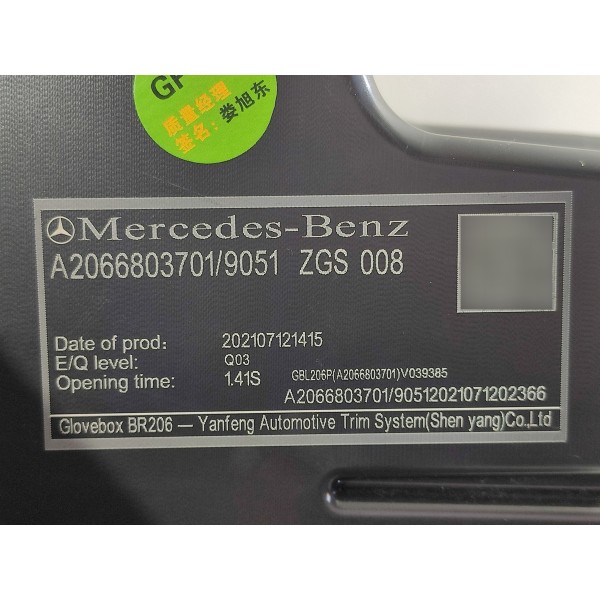 GP
质量经理
签名：娄旭东
Mercedes-Benz
A2066803701/9051 ZGS 008
Date of prod: 202107121415
E/Q level: Q03
Opening time: 1.41S
GBL206P(A2066803701)V039385
A2066803701/90512021071202366
Glovebox BR206 — Yanfeng Automotive Trim System(Shen yang)Co,Ltd